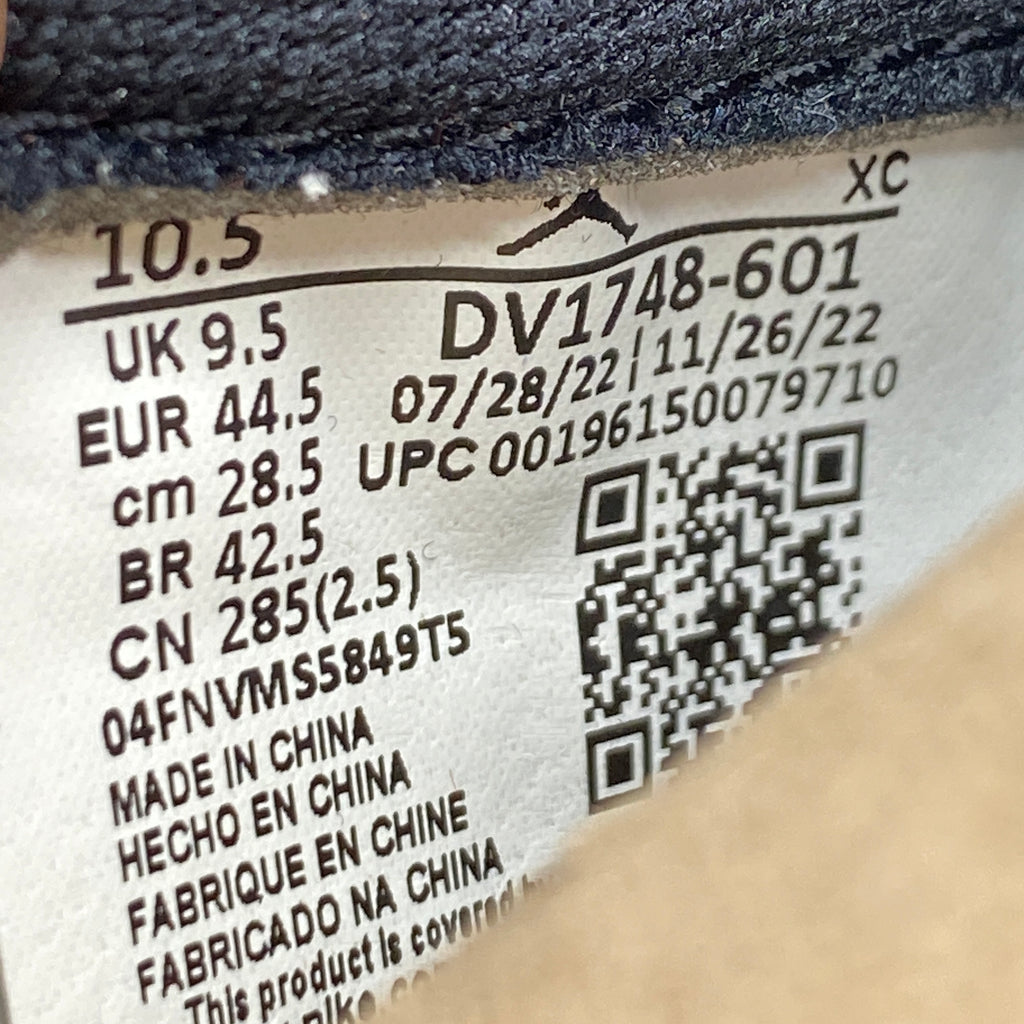 10.5
XC
UK 9.5
DV1748-601
EUR 44.5
07/28/22 | 11/26/22
cm 28.5
UPC 00196150079710
BR 42.5
CN 285(2.5)
04FNVMS5849T5
MADE IN CHINA
HECHO EN CHINA
FABRIQUE EN CHINE
FABRICADO NA CHINA
This product is covered